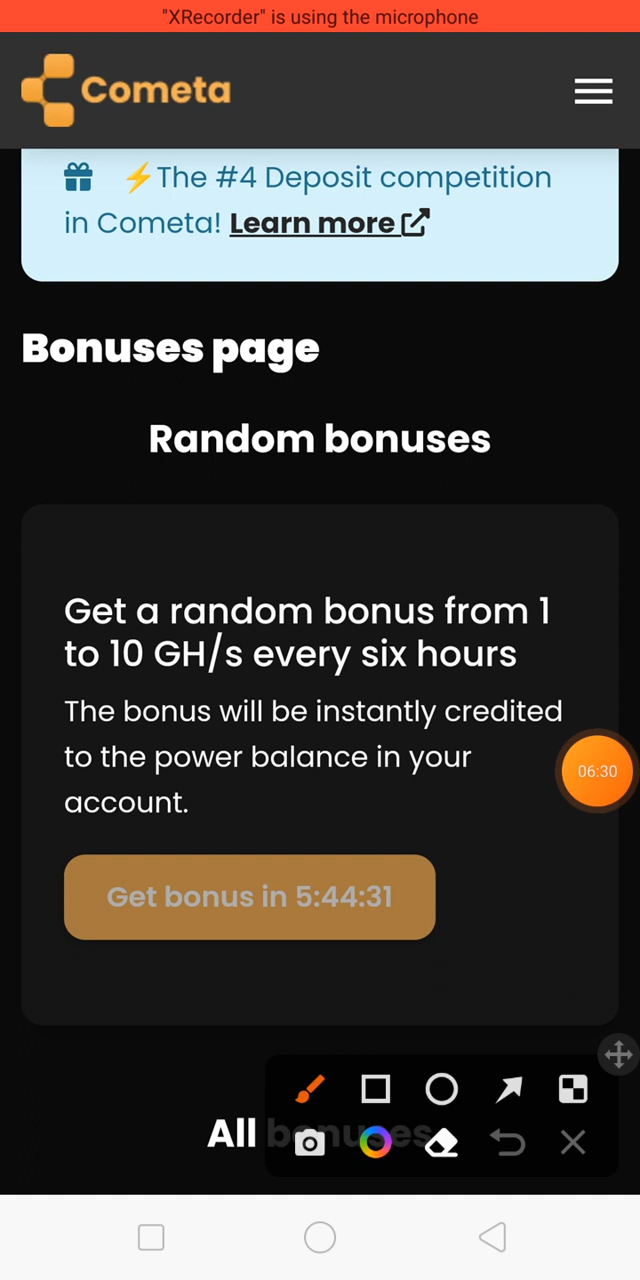 "XRecorder" is using the microphone
Cometa
⚡The #4 Deposit competition
in Cometa! Learn more
Bonuses page
Random bonuses
Get a random bonus from 1
to 10 GH/s every six hours
The bonus will be instantly credited
to the power balance in your
account.
06:30
Get bonus in 5:44:31
All bonuses